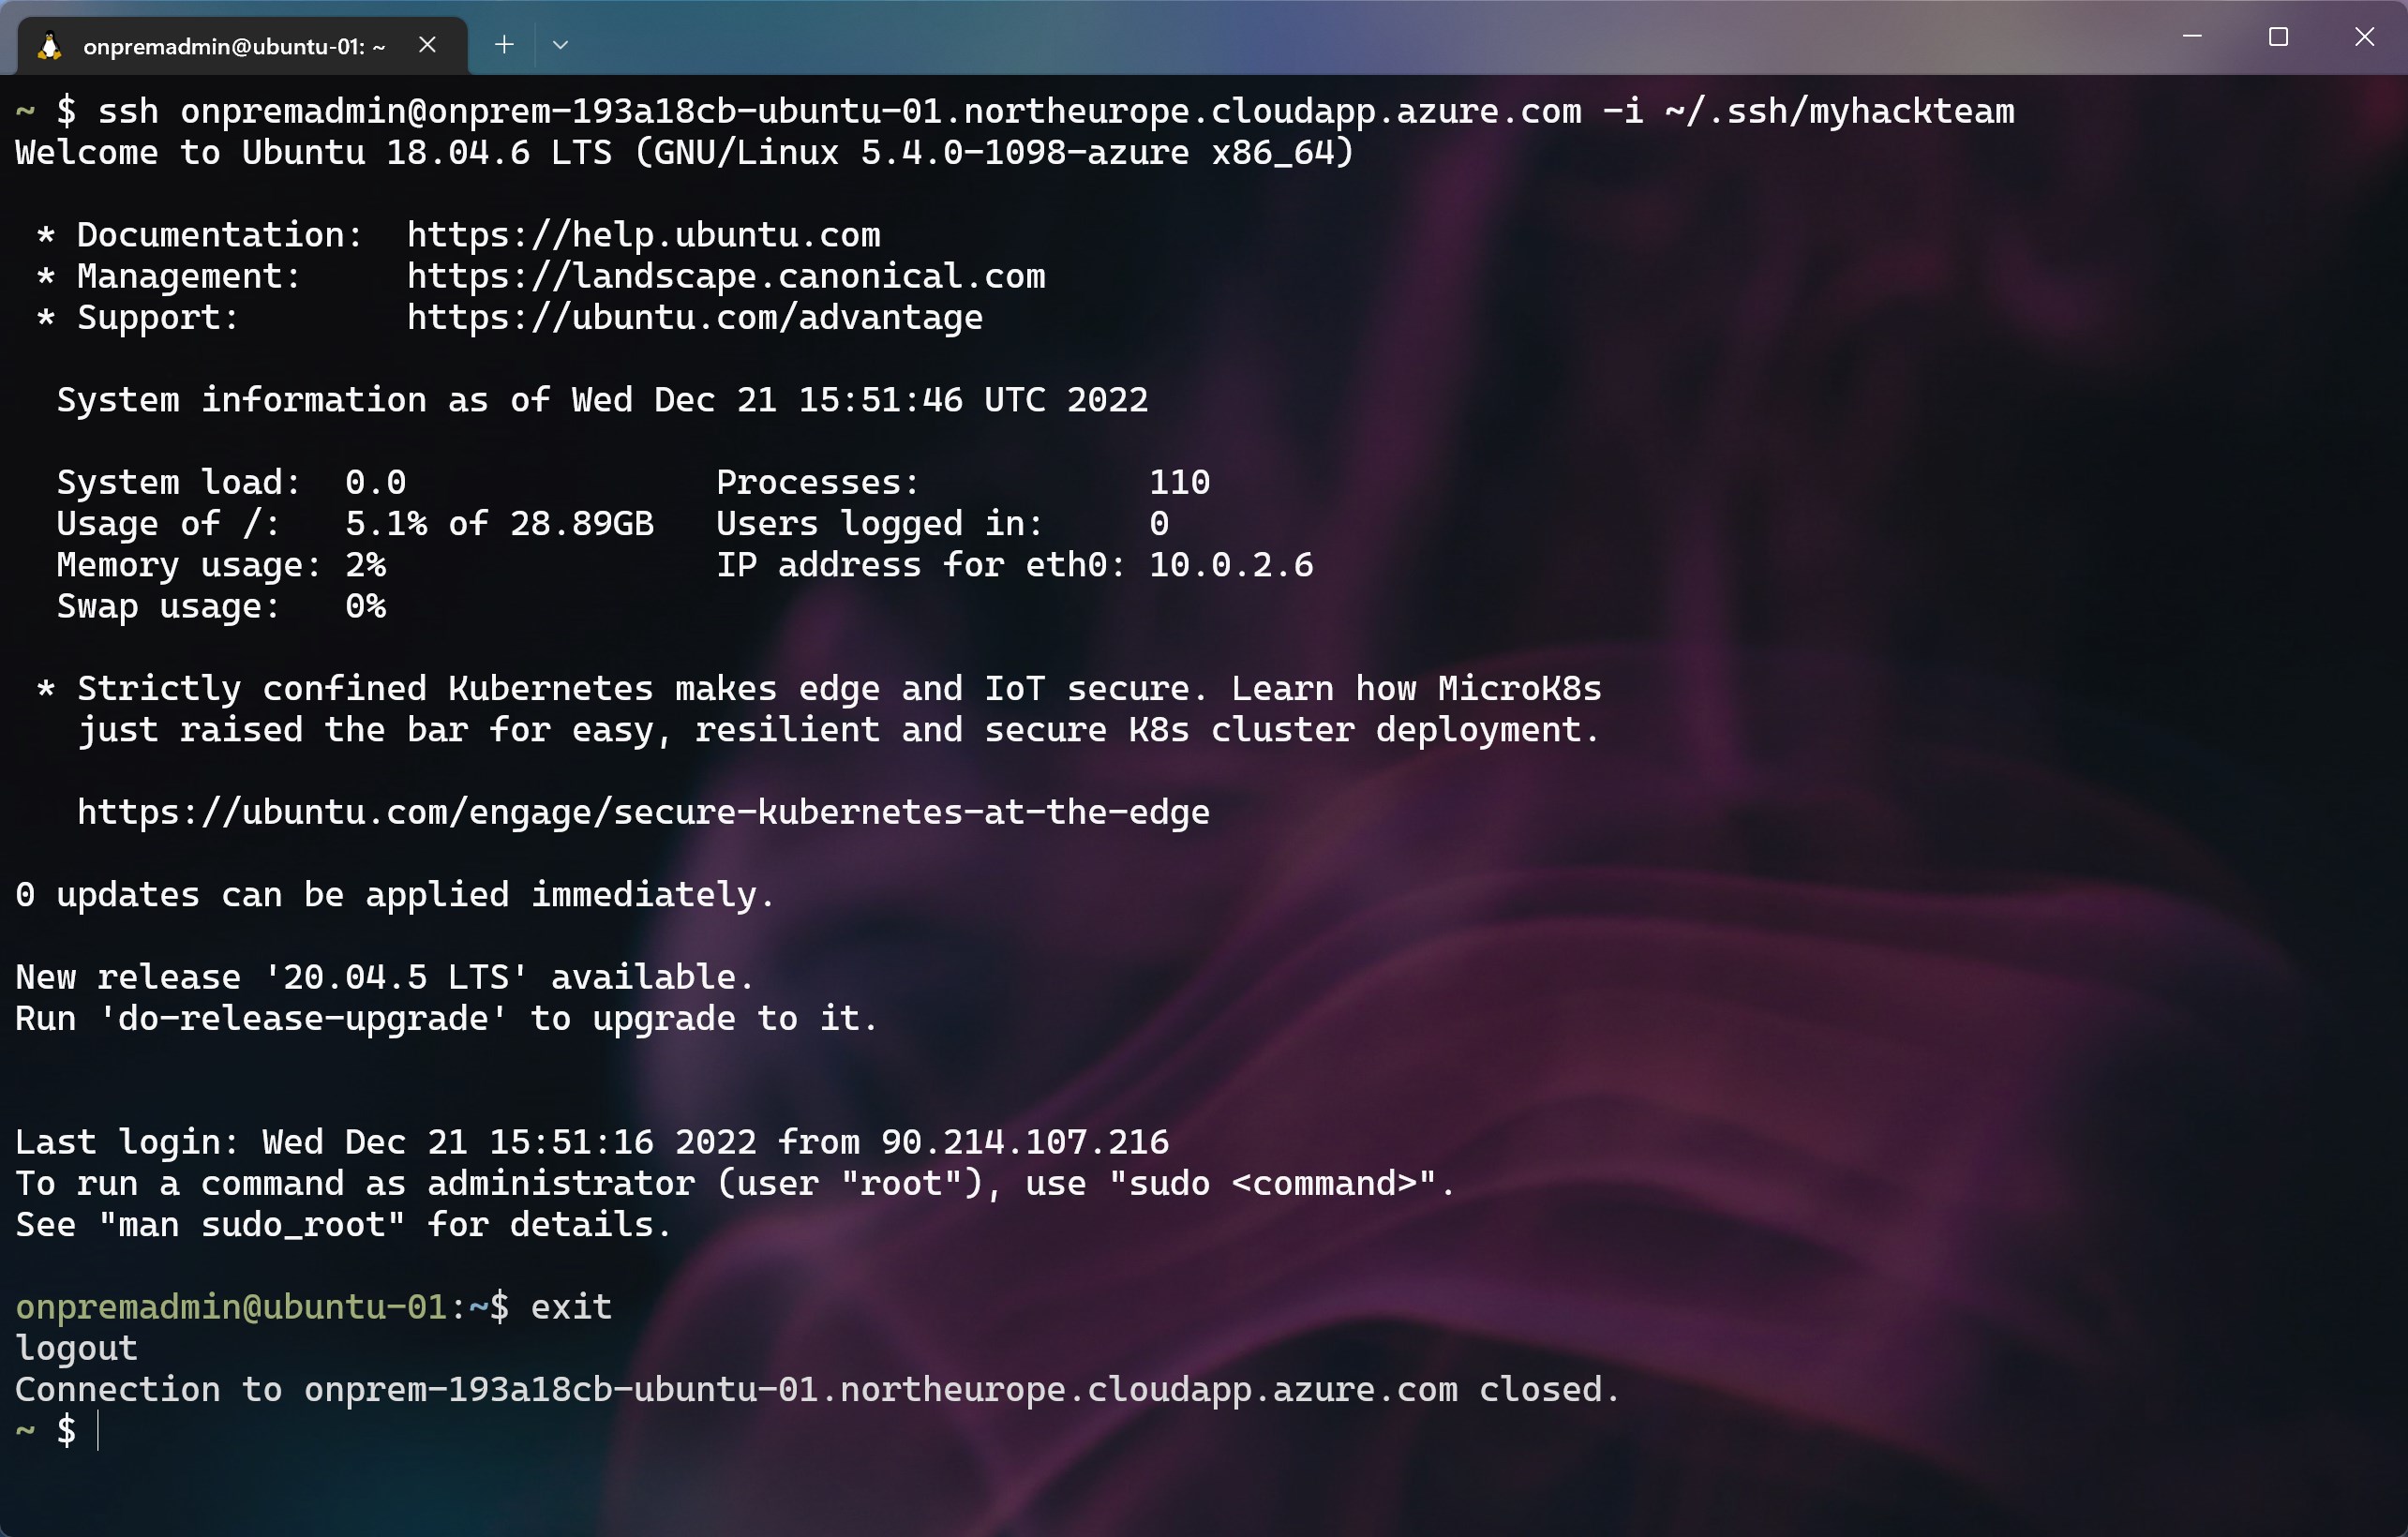 onpremadmin@ubuntu-01: ~
~ $ ssh onpremadmin@onprem-193a18cb-ubuntu-01.northeurope.cloudapp.azure.com -i ~/.ssh/myhackteam
Welcome to Ubuntu 18.04.6 LTS (GNU/Linux 5.4.0-1098-azure x86_64)
* Documentation:  https://help.ubuntu.com
* Management:     https://landscape.canonical.com
* Support:        https://ubuntu.com/advantage
System information as of Wed Dec 21 15:51:46 UTC 2022
System load:  0.0               Processes:           110
Usage of /:   5.1% of 28.89GB   Users logged in:     0
Memory usage: 2%                IP address for eth0: 10.0.2.6
Swap usage:   0%
* Strictly confined Kubernetes makes edge and IoT secure. Learn how MicroK8s
just raised the bar for easy, resilient and secure K8s cluster deployment.
https://ubuntu.com/engage/secure-kubernetes-at-the-edge
0 updates can be applied immediately.
New release '20.04.5 LTS' available.
Run 'do-release-upgrade' to upgrade to it.
Last login: Wed Dec 21 15:51:16 2022 from 90.214.107.216
To run a command as administrator (user "root"), use "sudo <command>".
See "man sudo_root" for details.
onpremadmin@ubuntu-01:~$ exit
logout
Connection to onprem-193a18cb-ubuntu-01.northeurope.cloudapp.azure.com closed.
~ $